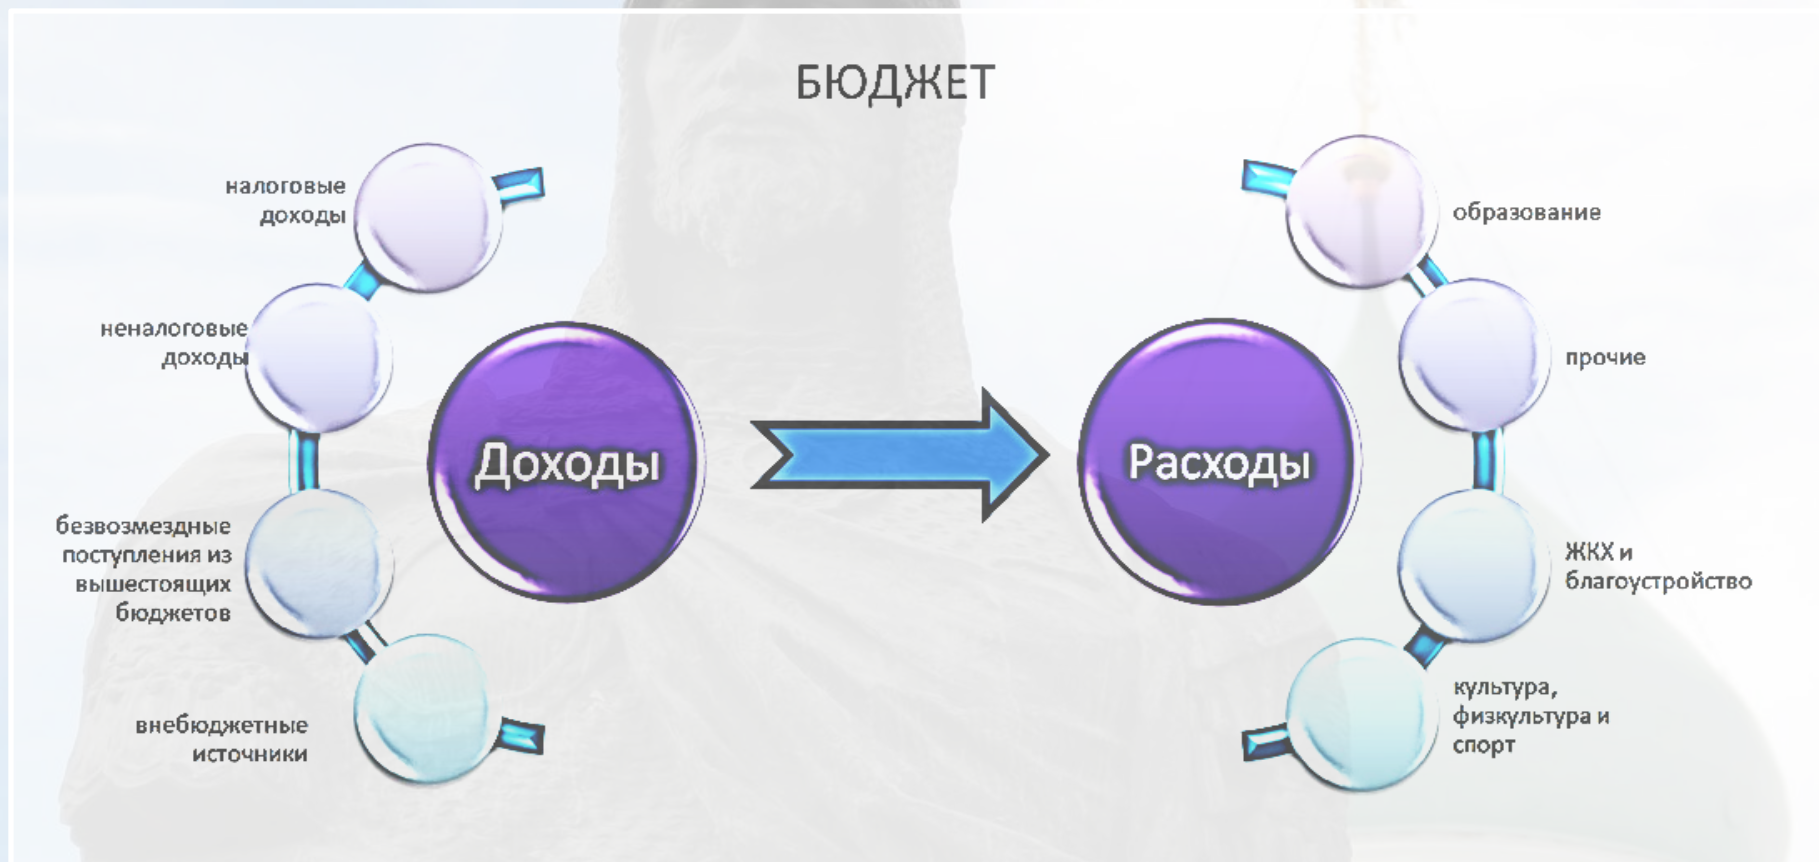 БЮДЖЕТ
налоговые
доходы
неналоговые
доходы
безвозмездные
поступления из
вышестоящих
бюджетов
внебюджетные
источники
Доходы
Расходы
образование
прочие
ЖКХ и
благоустройство
культура,
физкультура и
спорт